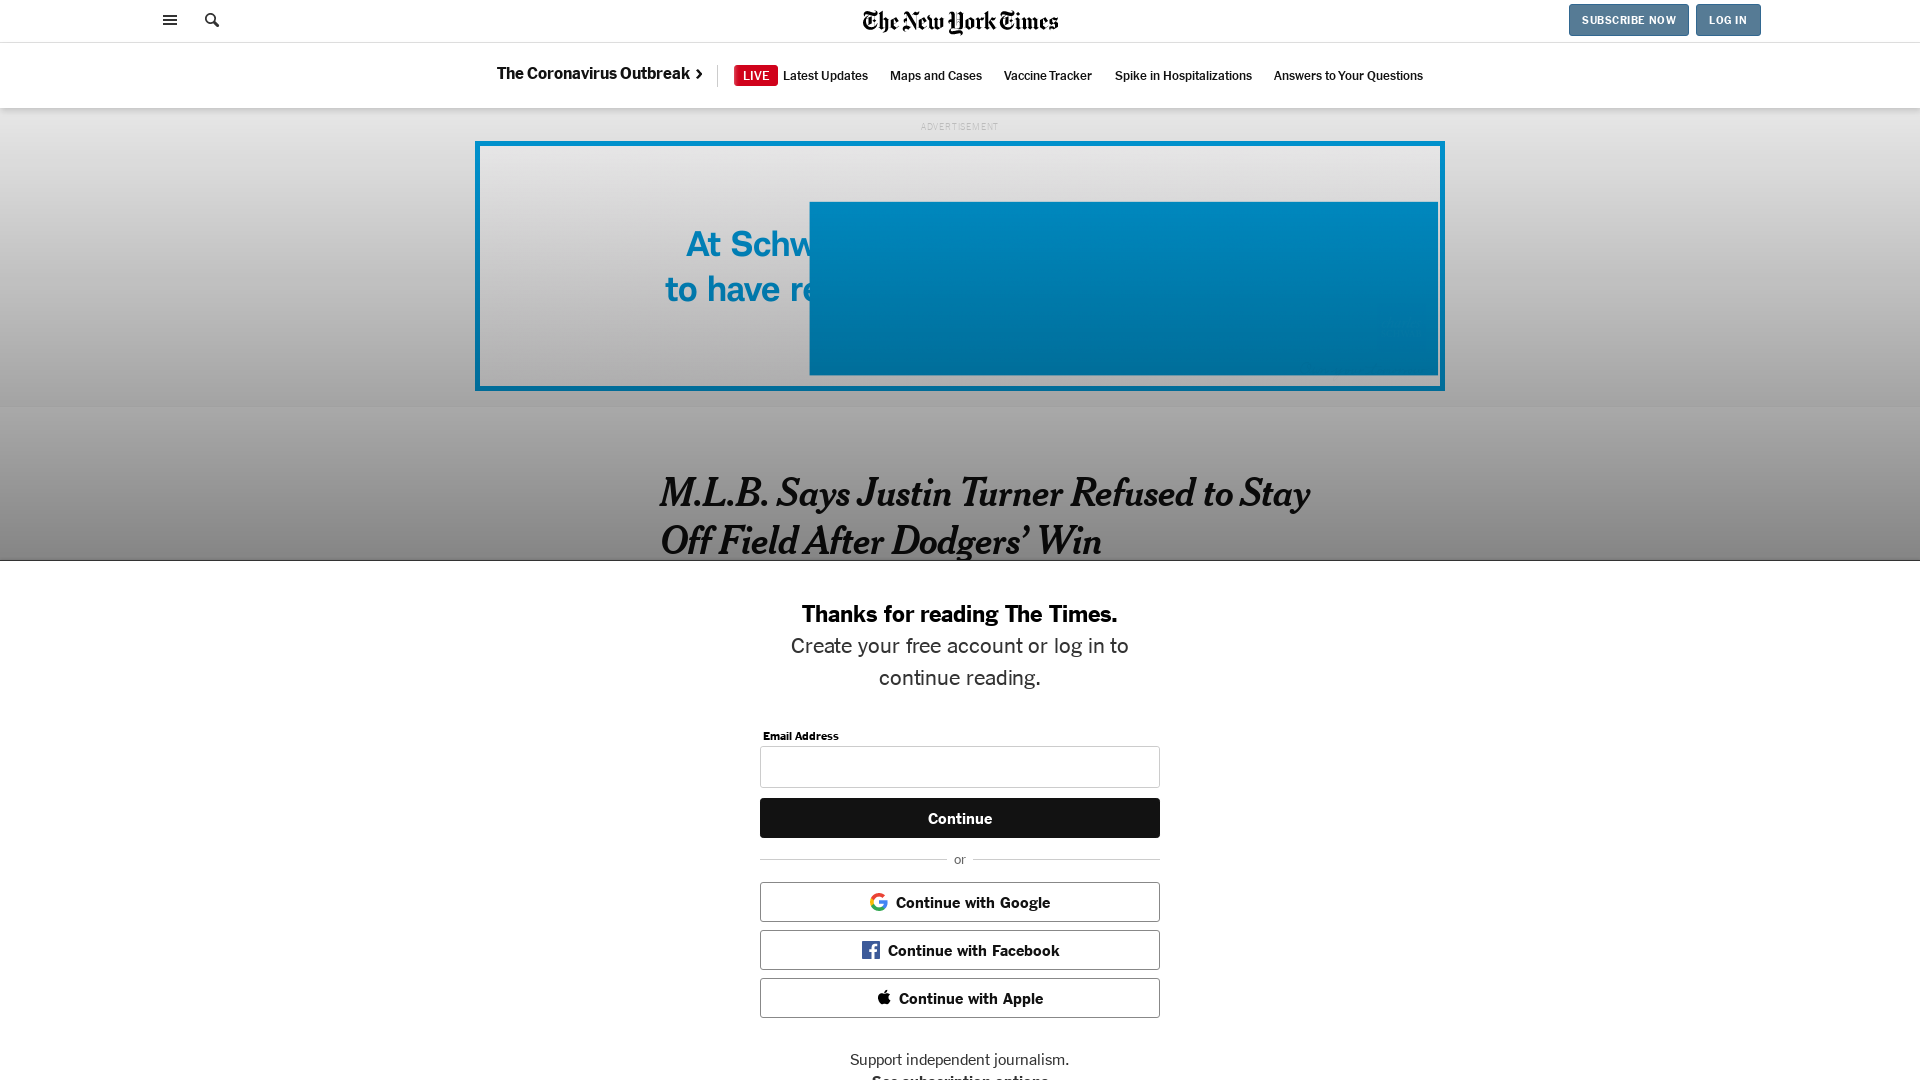 The New York Times
SUBSCRIBE NOW
LOG IN
The Coronavirus Outbreak
LIVE Latest Updates
Maps and Cases
Vaccine Tracker
Spike in Hospitalizations
Answers to Your Questions
ADVERTISEMENT
At Schw
to have re
M.L.B. Says Justin Turner Refused to Stay
Off Field After Dodgers’ Win
Thanks for reading The Times.
Create your free account or log in to
continue reading.
Email Address
Continue
or
Continue with Google
Continue with Facebook
Continue with Apple
Support independent journalism.
See subscription options